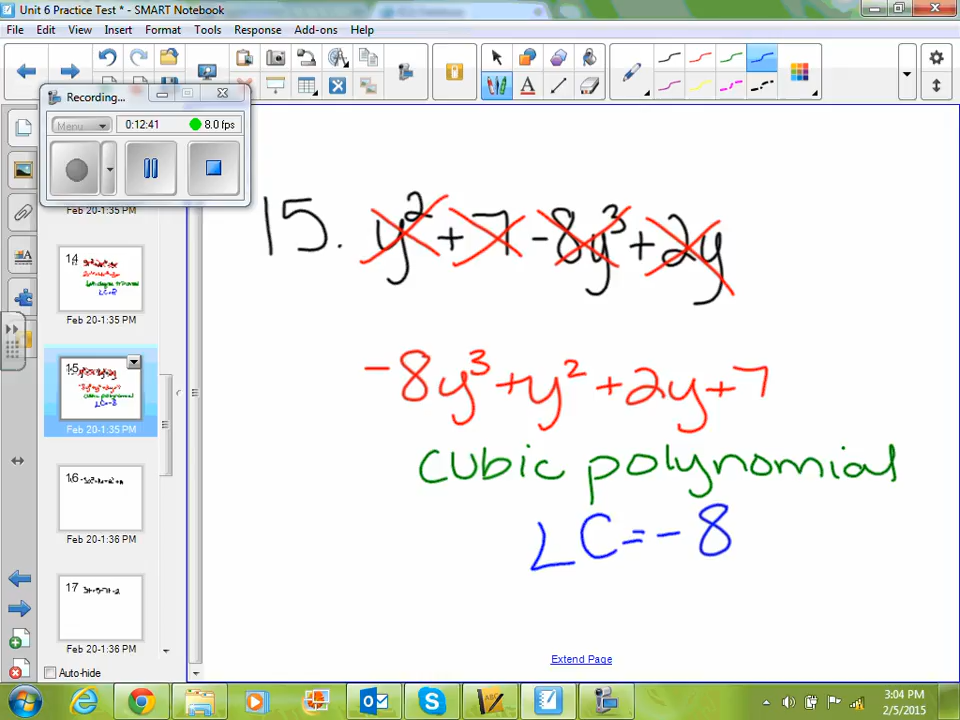 Unit 6 Practice Test * - SMART Notebook
File Edit View Insert Format Tools Response Add-ons Help
Recording...
Menu 0:12:41 8.0 fps
15. y²+7-8y³+2y
-8y³+y²+2y+7
cubic polynomial
LC=-8
Extend Page
Feb 20-1:35 PM
14
Feb 20-1:35 PM
15
cubic polynomial
LC=-8
Feb 20-1:35 PM
16
Feb 20-1:36 PM
17
Feb 20-1:36 PM
Auto-hide
3:04 PM
2/5/2015